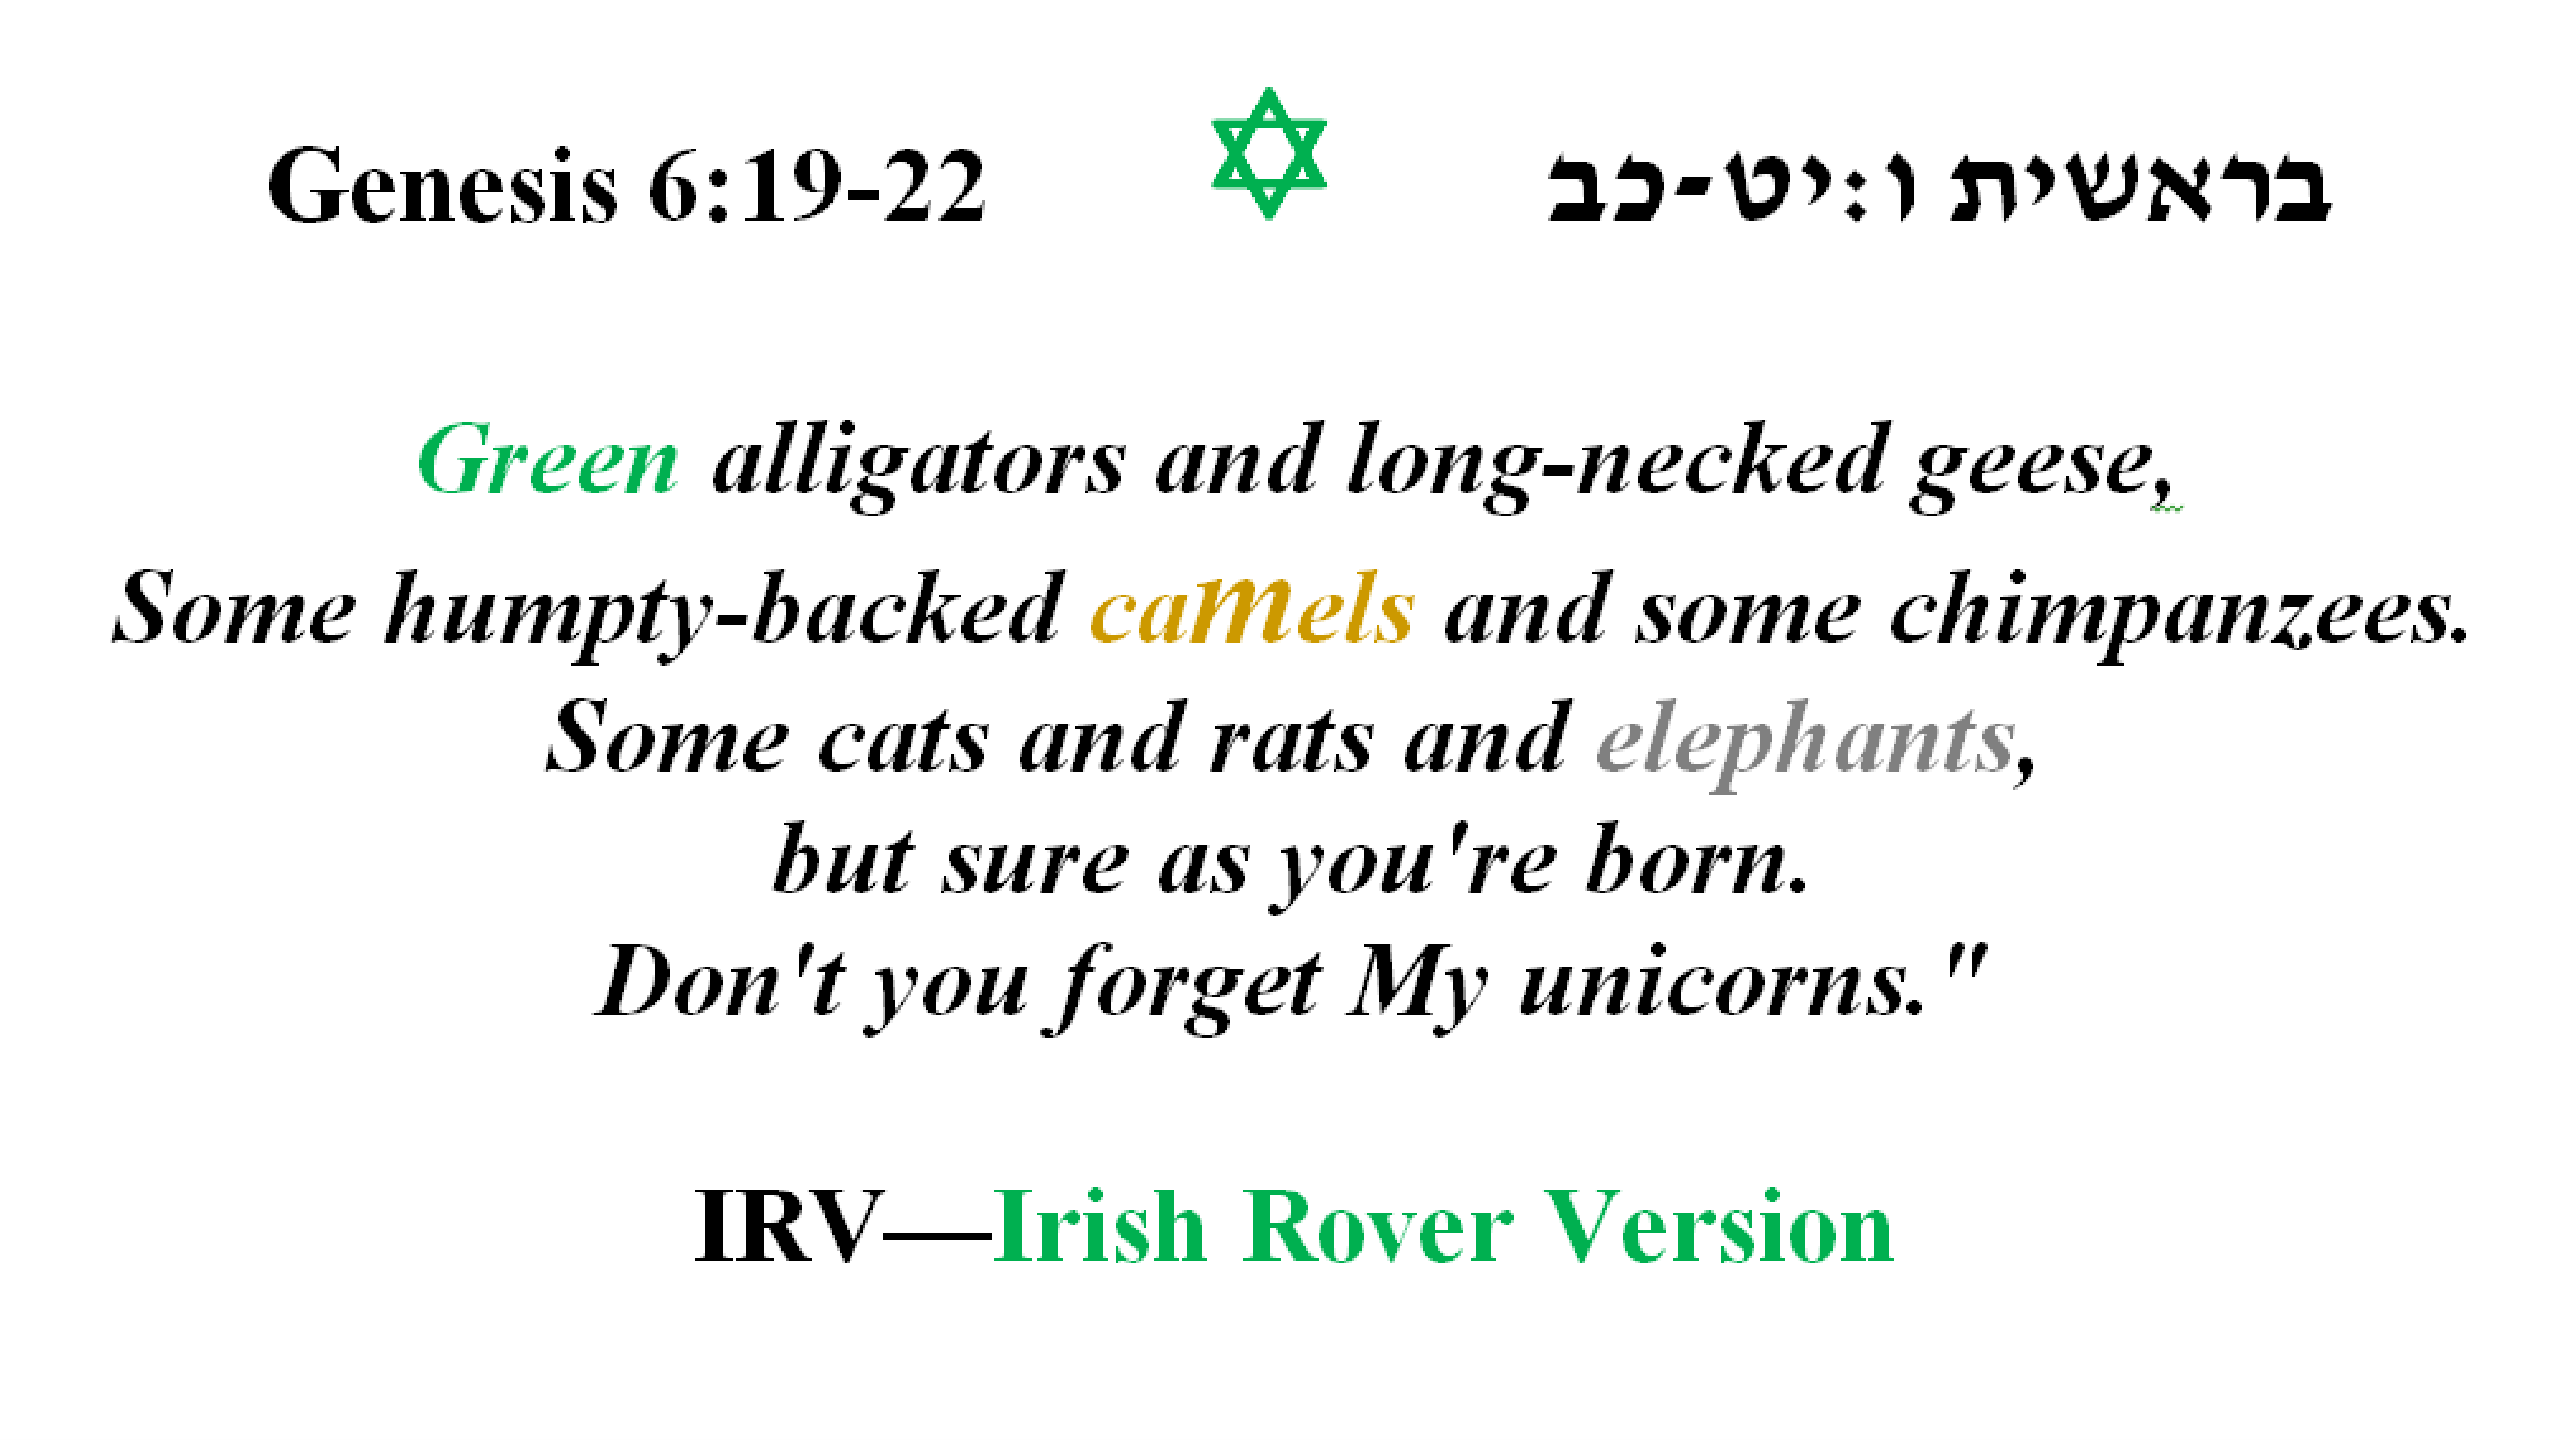 Genesis 6:19-22 ✡ בראשית ו:יט-כב
Green alligators and long-necked geese,
Some humpty-backed camels and some chimpanzees.
Some cats and rats and elephants,
but sure as you're born.
Don't you forget My unicorns."
IRV—Irish Rover Version